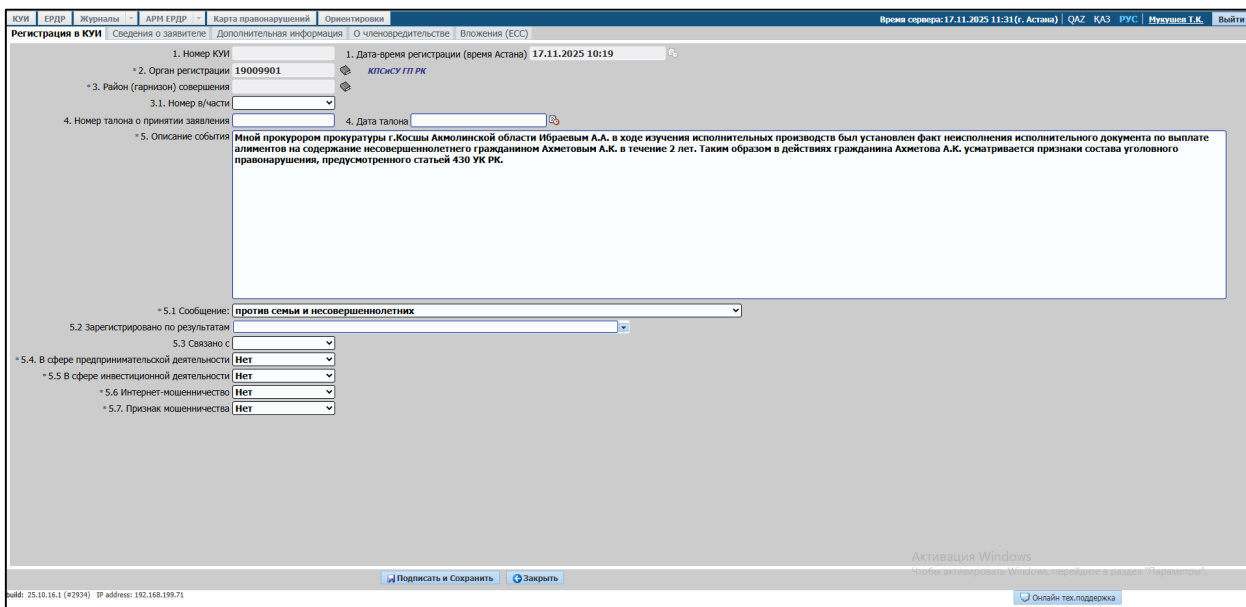 КУИ ЕРДР Журналы АРМ ЕРДР Карта правонарушений Ориентировки Время сервера:17.11.2025 11:31(г. Астана) QAZ ҚАЗ РУС Мукушев Т.К. Выйти
Регистрация в КУИ Сведения о заявителе Дополнительная информация О членовредительстве Вложения (ЕСС)
1. Номер КУИ 1. Дата-время регистрации (время Астана) 17.11.2025 10:19
* 2. Орган регистрации 19009901 КПСиСУ ГП РК
* 3. Район (гарнизон) совершения
3.1. Номер в/части
4. Номер талона о принятии заявления 4. Дата талона
* 5. Описание события Мной прокурором прокуратуры г.Косшы Акмолинской области Ибраевым А.А. в ходе изучения исполнительных производств был установлен факт неисполнения исполнительного документа по выплате
алиментов на содержание несовершеннолетнего гражданином Ахметовым А.К. в течение 2 лет. Таким образом в действиях гражданина Ахметова А.К. усматривается признаки состава уголовного
правонарушения, предусмотренного статьей 430 УК РК.
* 5.1 Сообщение: против семьи и несовершеннолетних
5.2 Зарегистрировано по результатам
5.3 Связано с
* 5.4. В сфере предпринимательской деятельности Нет
* 5.5 В сфере инвестиционной деятельности Нет
* 5.6 Интернет-мошенничество Нет
* 5.7. Признак мошенничества Нет
Активация Windows
Чтобы активировать Windows, перейдите в раздел "Параметры".
Подписать и Сохранить Закрыть
build: 25.10.16.1 (#2934) IP address: 192.168.199.71
Онлайн тех.поддержка